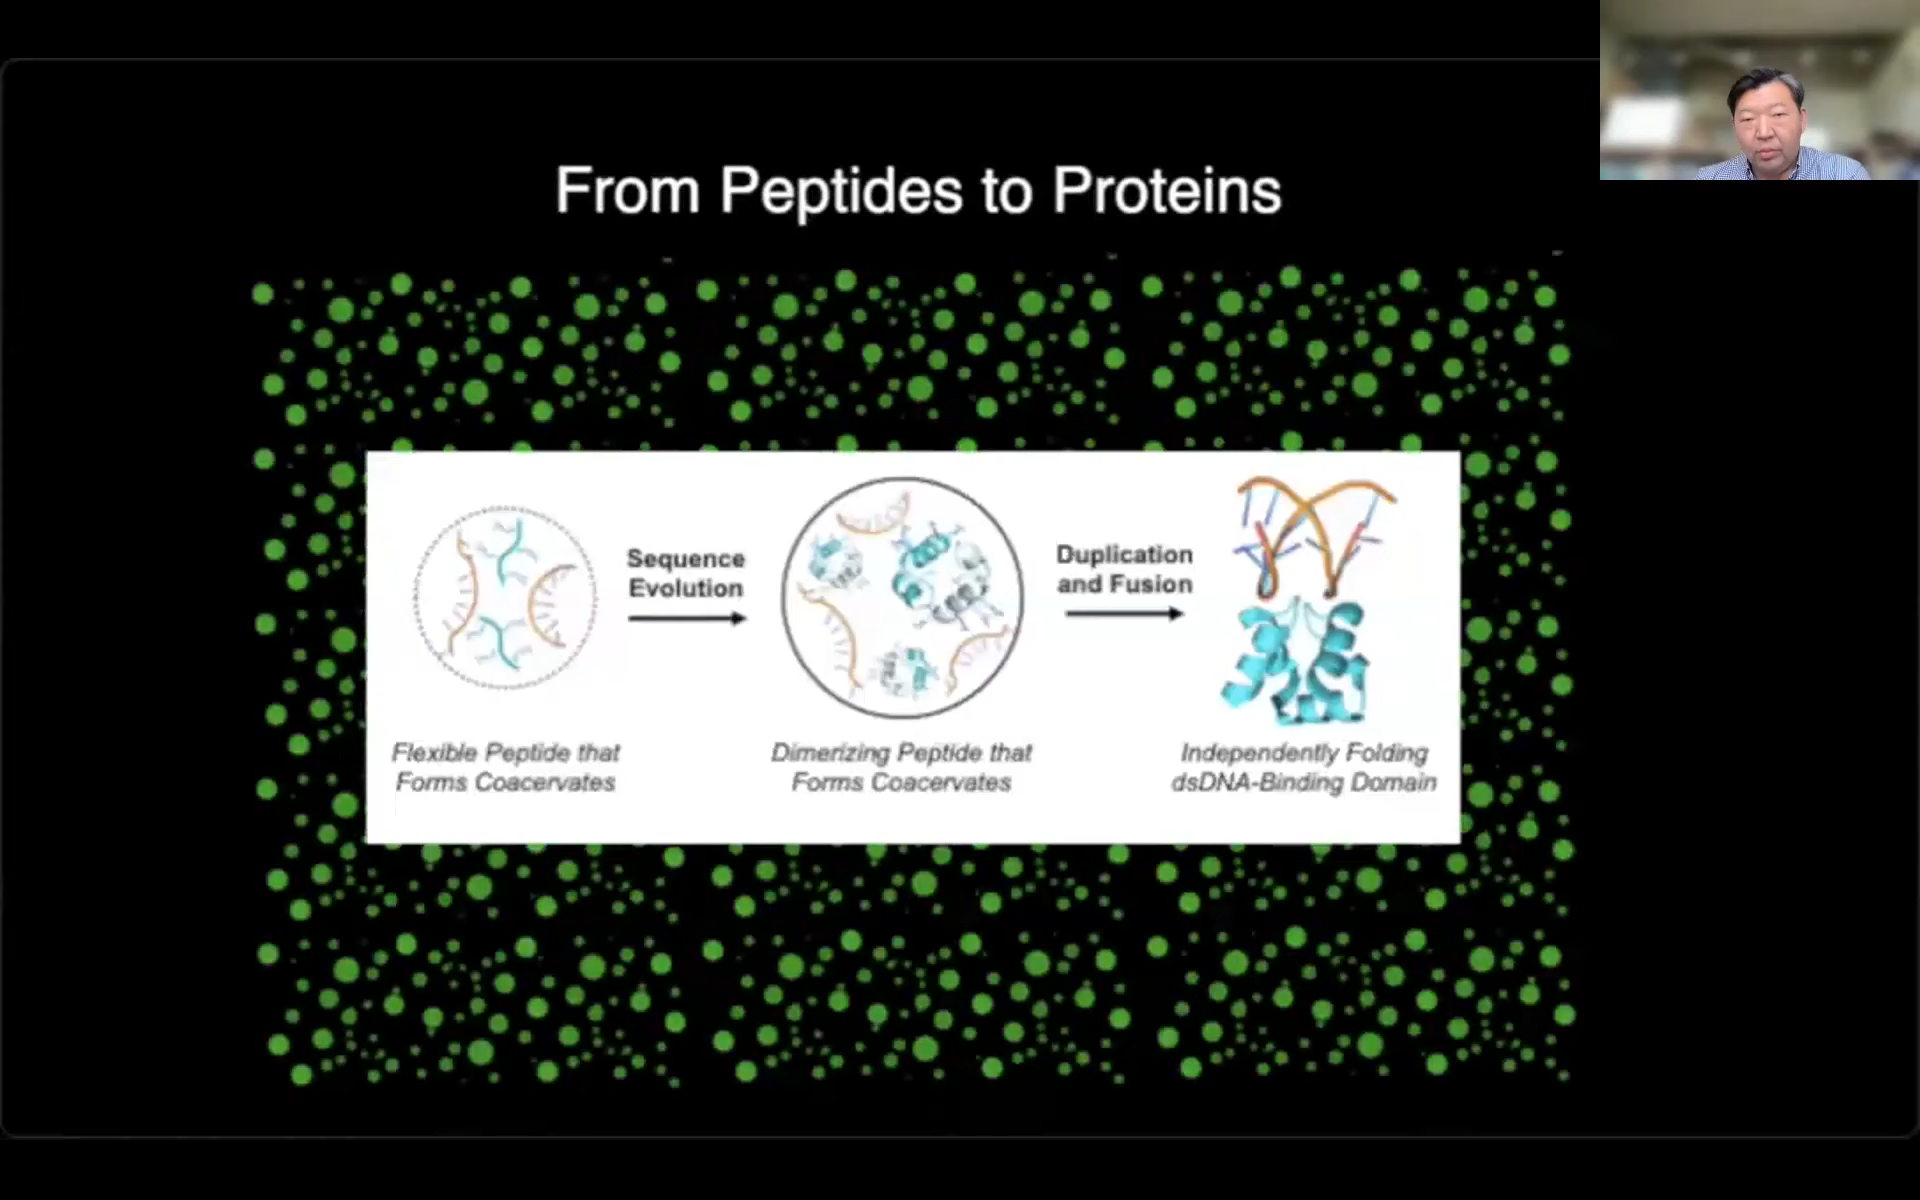 From Peptides to Proteins
Sequence
Evolution
Duplication
and Fusion
Flexible Peptide that
Forms Coacervates
Dimerizing Peptide that
Forms Coacervates
Independently Folding
dsDNA-Binding Domain